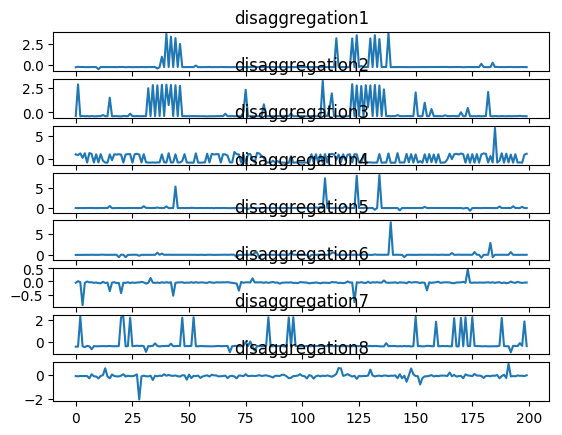 disaggregation1
2.5
0.0
disaggregation2
2.5
0.0
disaggregation3
5
0
disaggregation4
5
0
disaggregation5
5
0
disaggregation6
0.5
0.0
−0.5
disaggregation7
2
0
disaggregation8
0
−2
0 25 50 75 100 125 150 175 200